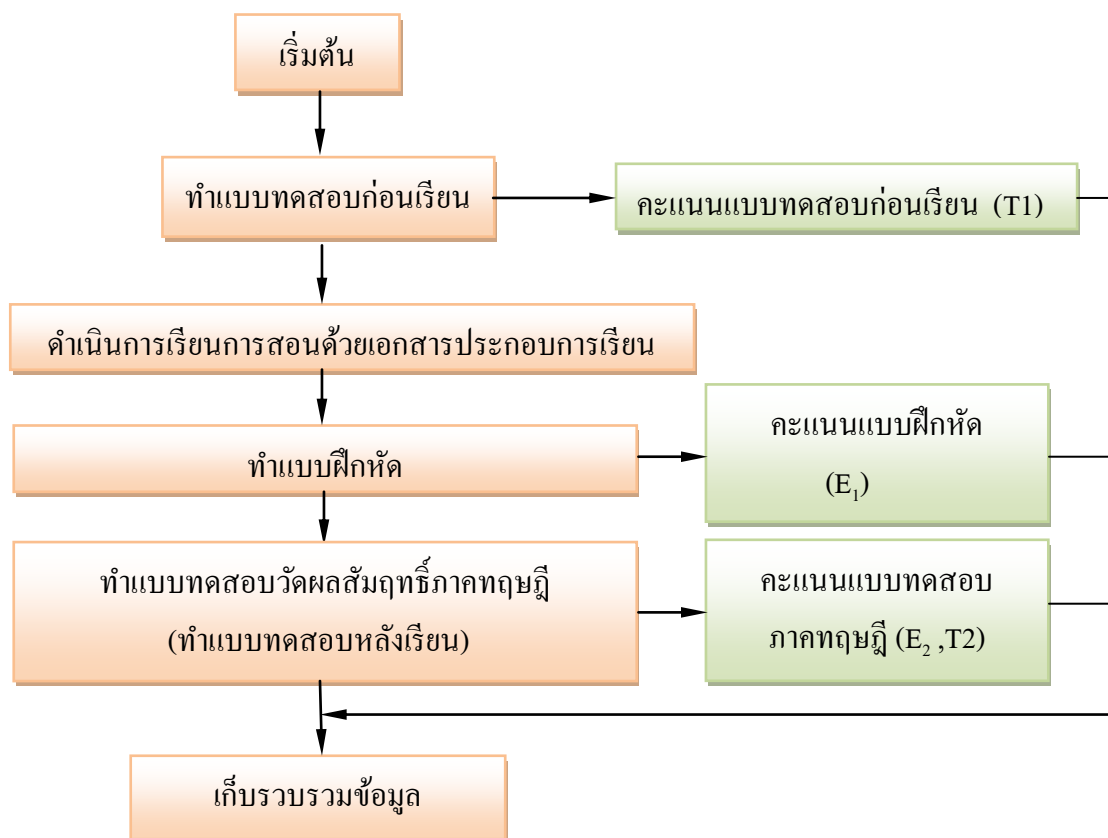 เริ่มต้น
ทำแบบทดสอบก่อนเรียน
คะแนนแบบทดสอบก่อนเรียน (T1)
ดำเนินการเรียนการสอนด้วยเอกสารประกอบการเรียน
ทำแบบฝึกหัด
คะแนนแบบฝึกหัด
(E₁)
ทำแบบทดสอบวัดผลสัมฤทธิ์ภาคทฤษฎี
(ทำแบบทดสอบหลังเรียน)
คะแนนแบบทดสอบ
ภาคทฤษฎี (E₂ ,T2)
เก็บรวบรวมข้อมูล